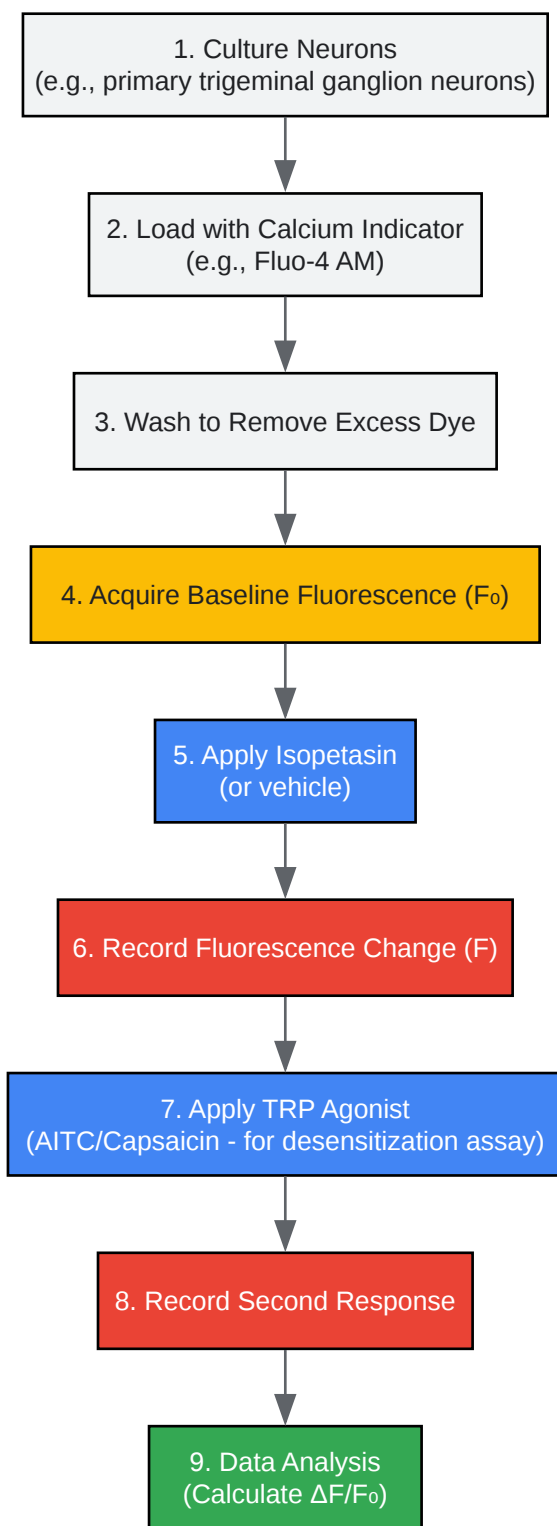 1. Culture Neurons
(e.g., primary trigeminal ganglion neurons)
2. Load with Calcium Indicator
(e.g., Fluo-4 AM)
3. Wash to Remove Excess Dye
4. Acquire Baseline Fluorescence (F₀)
5. Apply Isopetasin
(or vehicle)
6. Record Fluorescence Change (F)
7. Apply TRP Agonist
(AITC/Capsaicin - for desensitization assay)
8. Record Second Response
9. Data Analysis
(Calculate ΔF/F₀)